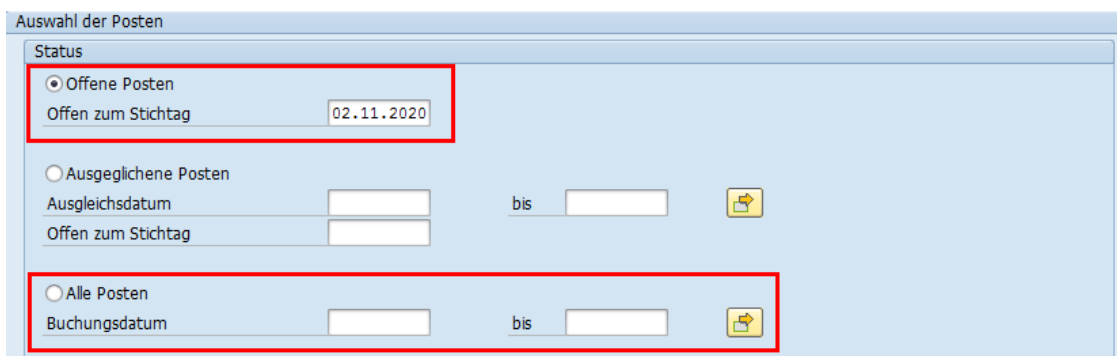 Auswahl der Posten
Status
Offene Posten
Offen zum Stichtag 02.11.2020
Ausgeglichene Posten
Ausgleichsdatum bis
Offen zum Stichtag
Alle Posten
Buchungsdatum bis